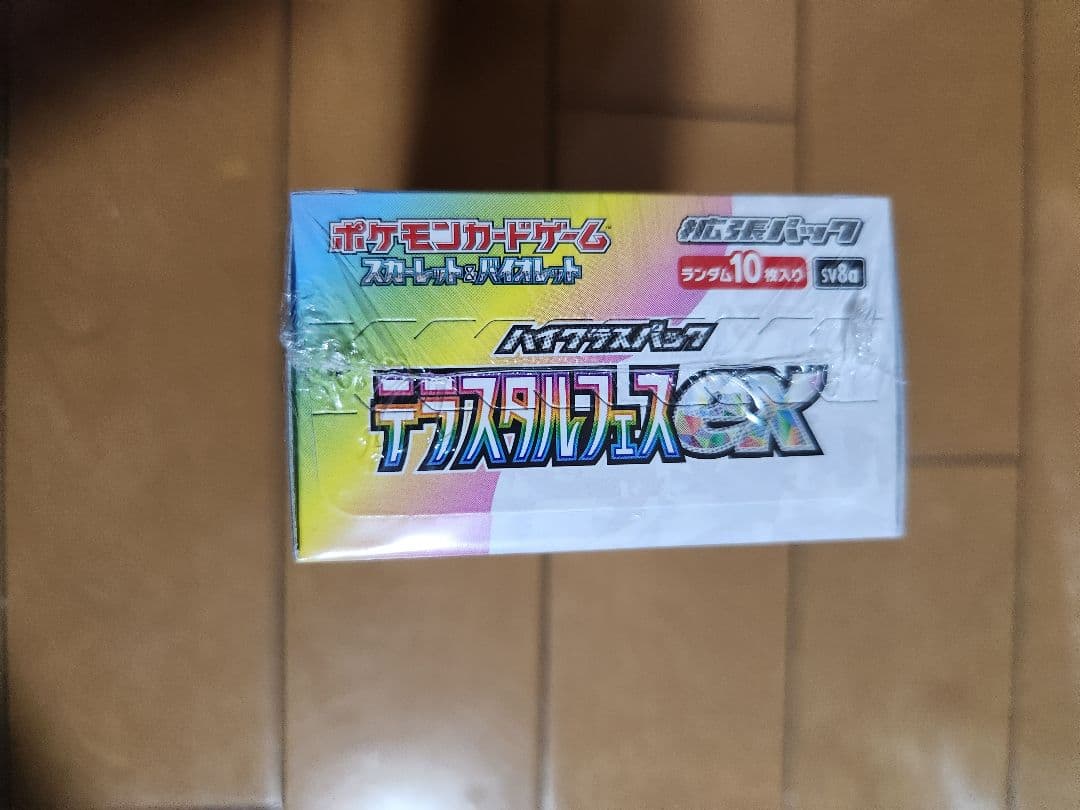 ポケモンカードゲーム
スカーレット&バイオレット
拡張パック
ランダム10枚入り sv8a
ハイクラスパック
テラスタルフェスex